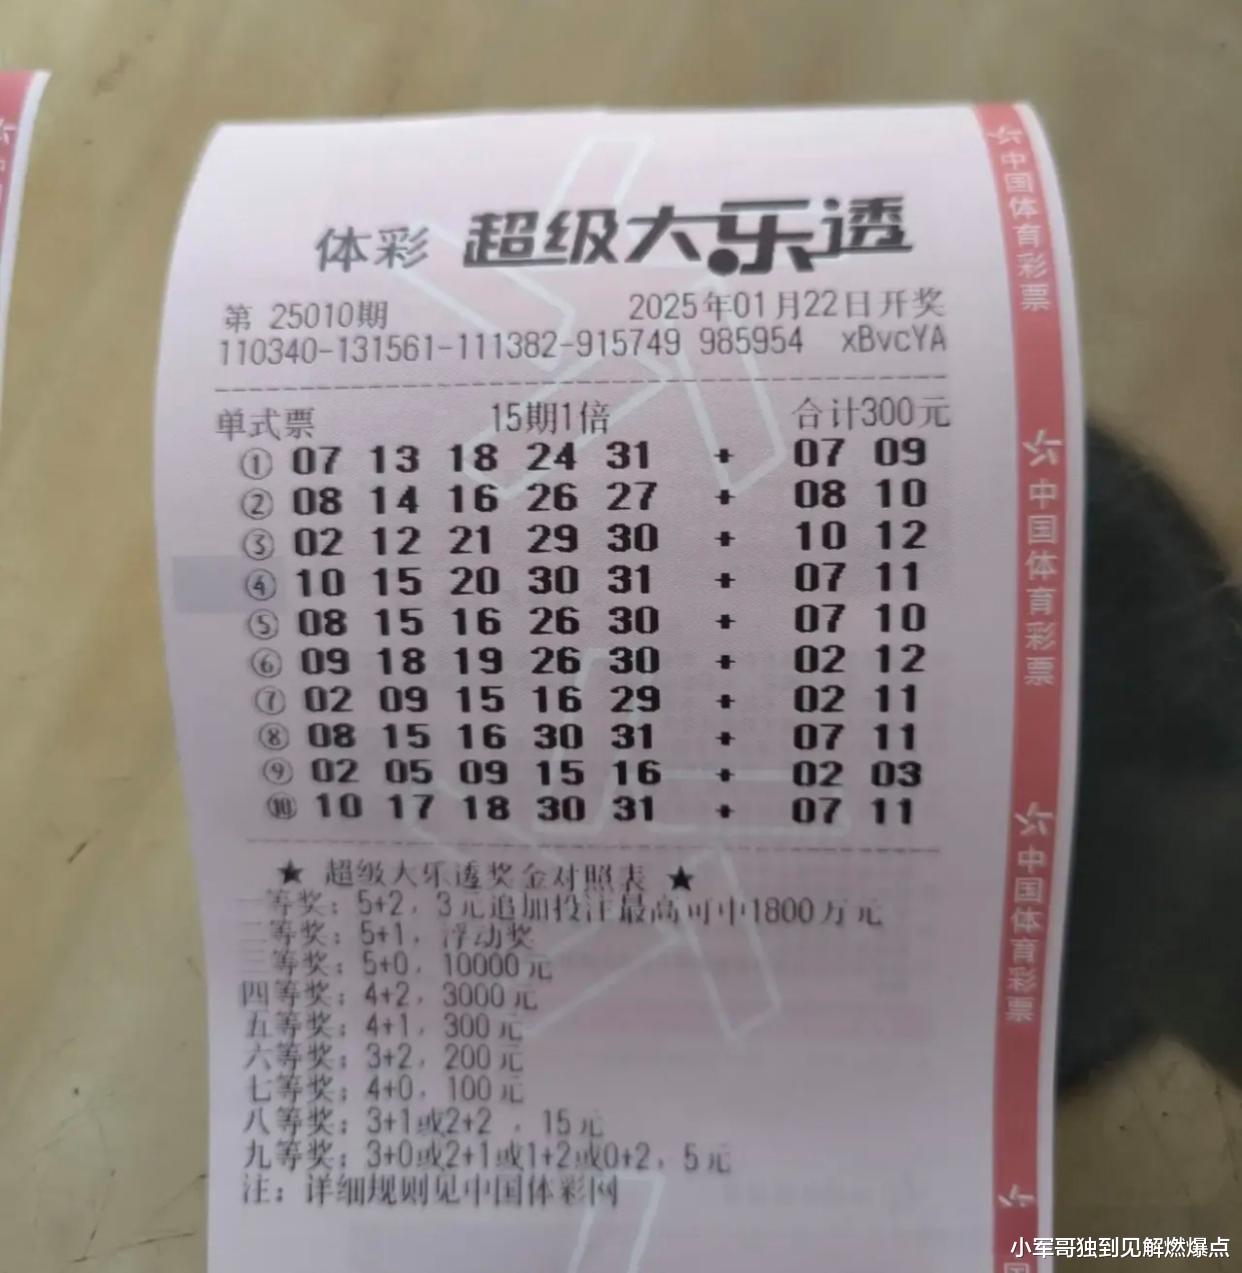 体彩 超级大乐透
第 25010期 2025年01月22日开奖
110340-131561-111382-915749 985954 xBvcYA
单式票 15期1倍 合计300元
① 07 13 18 24 31 + 07 09
② 08 14 16 26 27 + 08 10
③ 02 12 21 29 30 + 10 12
④ 10 15 20 30 31 + 07 11
⑤ 08 15 16 26 30 + 07 10
⑥ 09 18 19 26 30 + 02 12
⑦ 02 09 15 16 29 + 02 11
⑧ 08 15 16 30 31 + 07 11
⑨ 02 05 09 15 16 + 02 03
⑩ 10 17 18 30 31 + 07 11
★ 超级大乐透奖金对照表 ★
一等奖：5+2，3元追加投注最高可中1800万元
二等奖：5+1，浮动奖
三等奖：5+0，10000元
四等奖：4+2，3000元
五等奖：4+1，300元
六等奖：3+2，200元
七等奖：4+0，100元
八等奖：3+1或2+2 ，15元
九等奖：3+0或2+1或1+2或0+2，5元
注：详细规则见中国体彩网
中国体育彩票
中国体育彩票
中国体育彩票
小军哥独到见解燃爆点